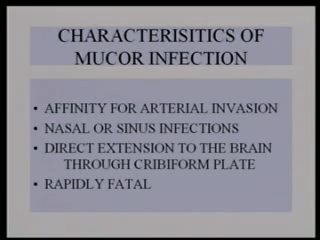 CHARACTERISITICS OF
MUCOR INFECTION
• AFFINITY FOR ARTERIAL INVASION
• NASAL OR SINUS INFECTIONS
• DIRECT EXTENSION TO THE BRAIN
THROUGH CRIBIFORM PLATE
• RAPIDLY FATAL